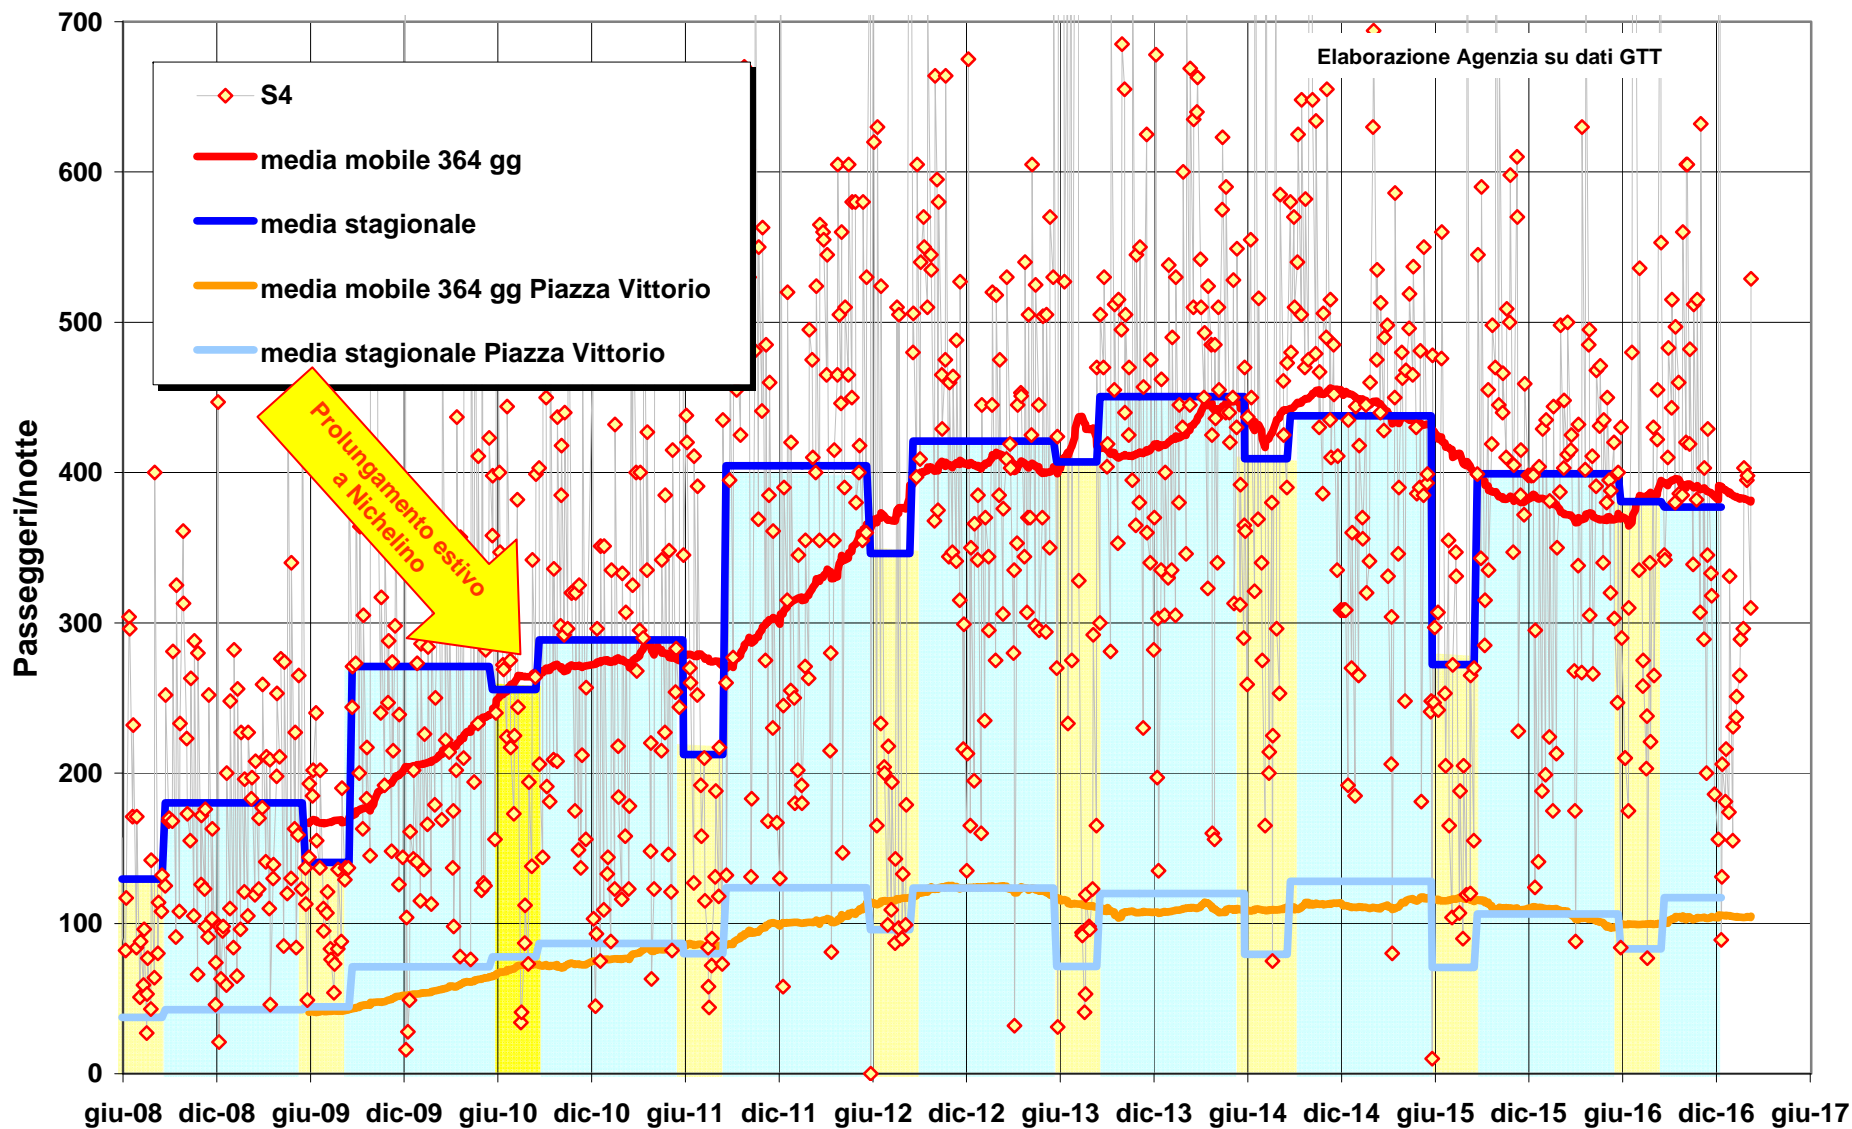 700
600
500
400
300
200
100
0
Passeggeri/notte
Elaborazione Agenzia su dati GTT
S4
media mobile 364 gg
media stagionale
media mobile 364 gg Piazza Vittorio
media stagionale Piazza Vittorio
Prolungamento estivo
a Nichelino
giu-08 dic-08 giu-09 dic-09 giu-10 dic-10 giu-11 dic-11 giu-12 dic-12 giu-13 dic-13 giu-14 dic-14 giu-15 dic-15 giu-16 dic-16 giu-17